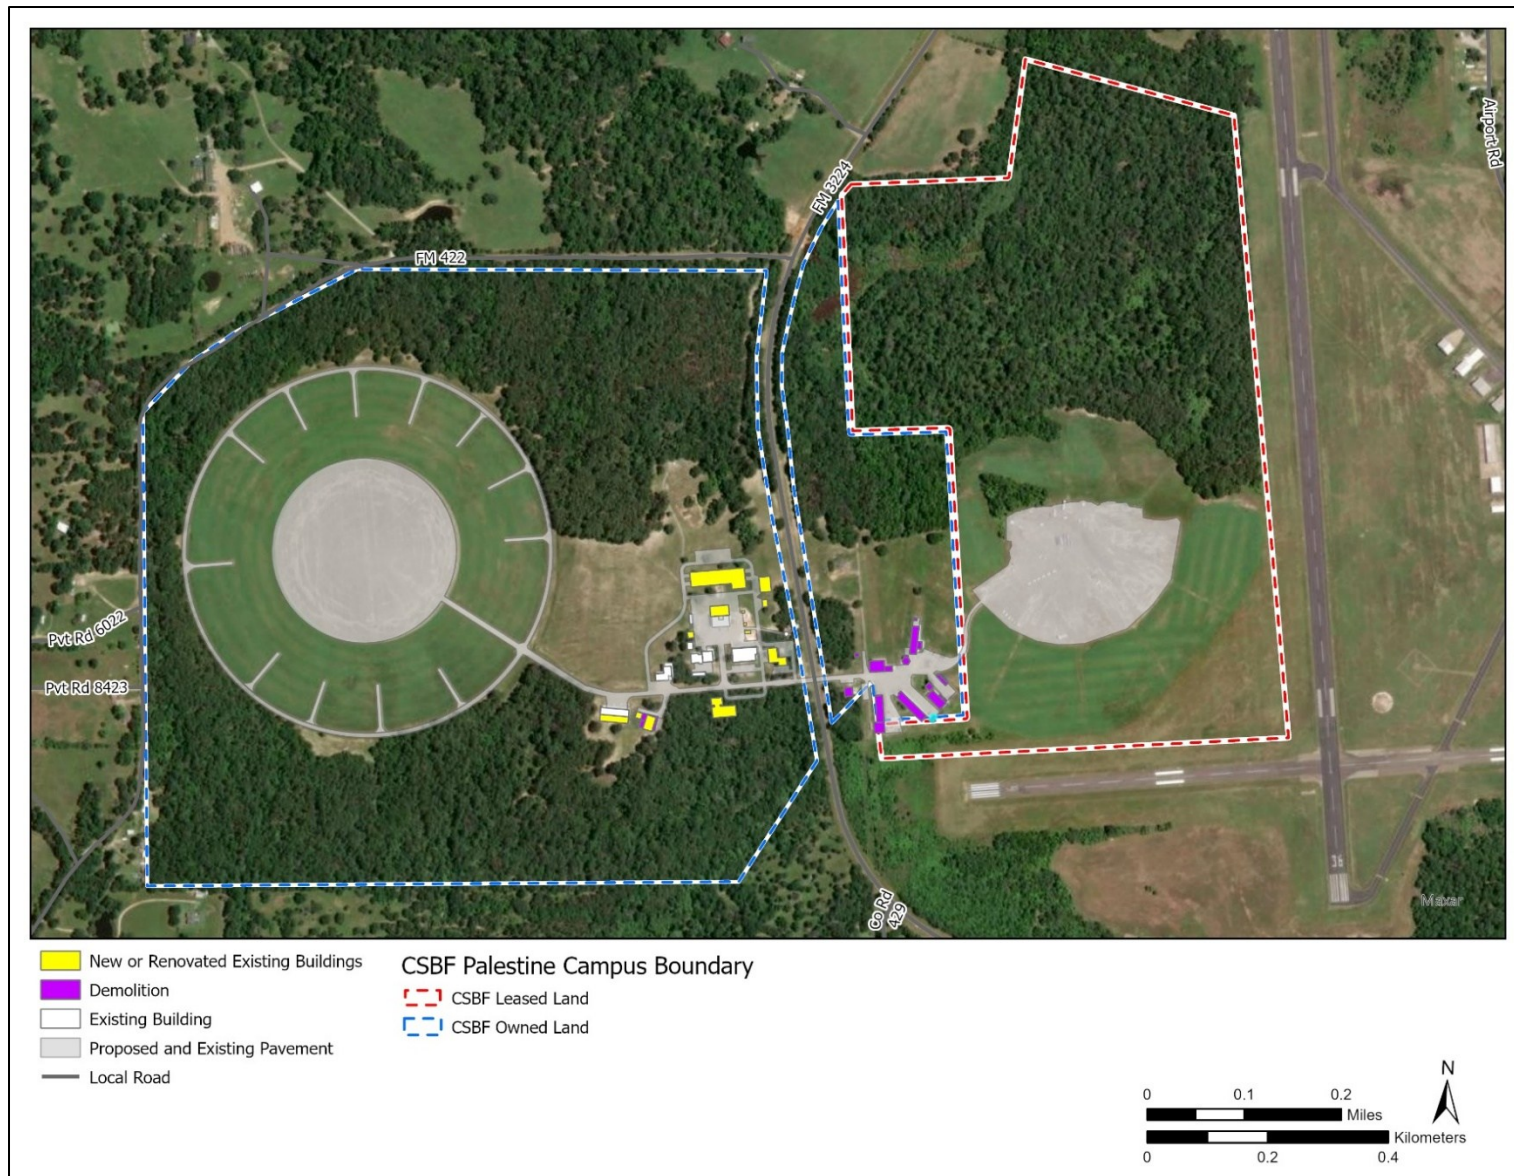 Airport Rd
FM 3224
FM 422
Pvt Rd 6022
Pvt Rd 8423
36
Maxar
Co Rd
429
New or Renovated Existing Buildings
Demolition
Existing Building
Proposed and Existing Pavement
Local Road
CSBF Palestine Campus Boundary
CSBF Leased Land
CSBF Owned Land
N
0 0.1 0.2
Miles
Kilometers
0 0.2 0.4